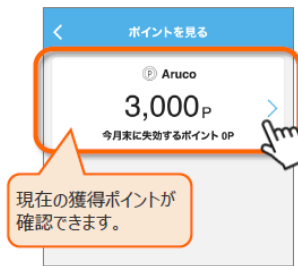 ポイントを見る
Ⓟ Aruco
3,000P
今月末に失効するポイント 0P
現在の獲得ポイントが
確認できます。